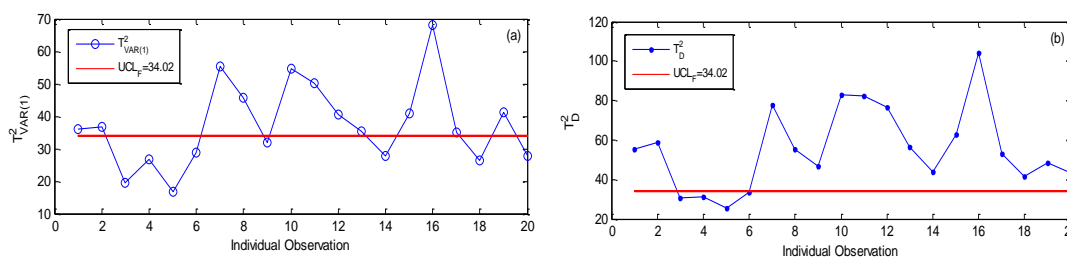 70
60
50
40
30
20
10
T²VAR(1)
(a)
T²VAR(1)
UCLF=34.02
0 2 4 6 8 10 12 14 16 18 20
Individual Observation
120
100
80
60
40
20
T²D
(b)
T²D
UCLF=34.02
0 2 4 6 8 10 12 14 16 18 2
Individual Observation